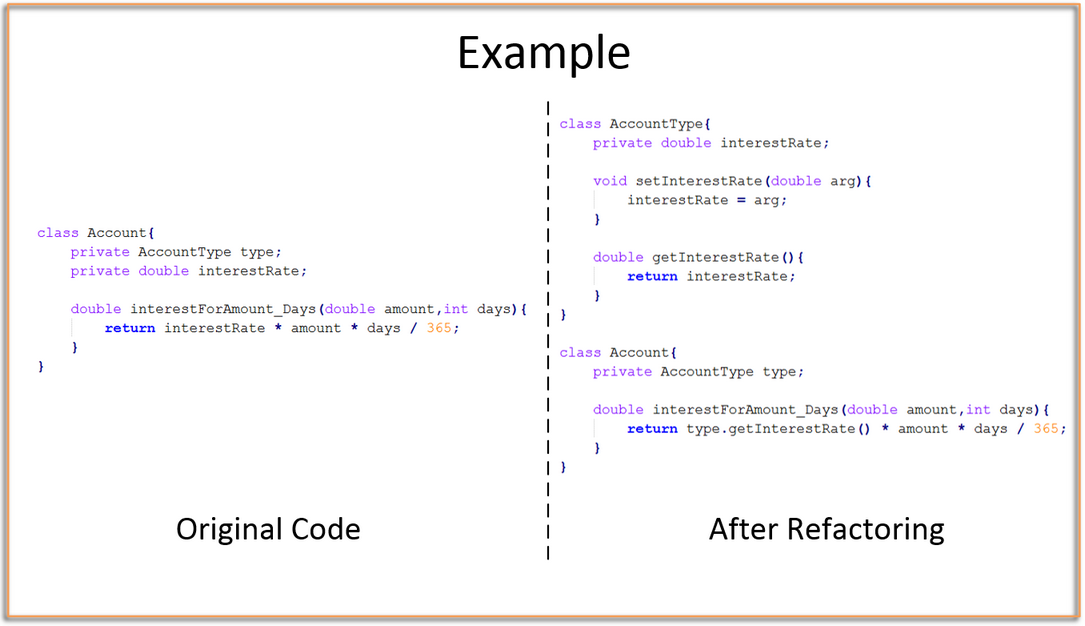 Example
class Account{
    private AccountType type;
    private double interestRate;
    double interestForAmount_Days(double amount,int days){
        return interestRate * amount * days / 365;
    }
}
Original Code
class AccountType{
    private double interestRate;
    void setInterestRate(double arg){
        interestRate = arg;
    }
    double getInterestRate(){
        return interestRate;
    }
}
class Account{
    private AccountType type;
    double interestForAmount_Days(double amount,int days){
        return type.getInterestRate() * amount * days / 365;
    }
}
After Refactoring